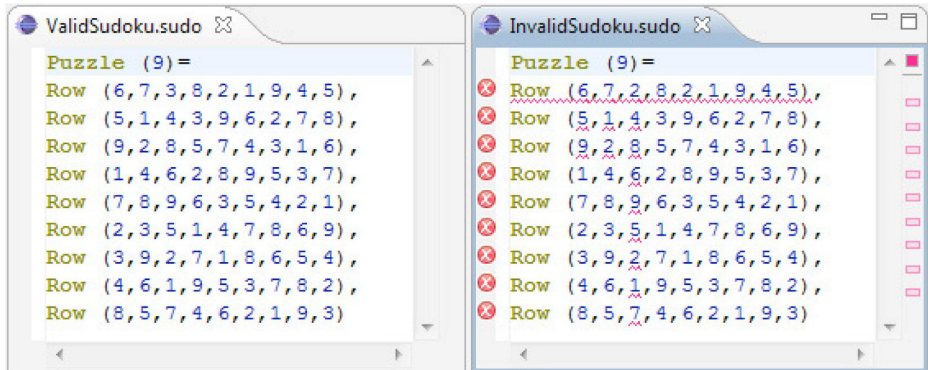 ValidSudoku.sudo
Puzzle (9)=
Row (6,7,3,8,2,1,9,4,5),
Row (5,1,4,3,9,6,2,7,8),
Row (9,2,8,5,7,4,3,1,6),
Row (1,4,6,2,8,9,5,3,7),
Row (7,8,9,6,3,5,4,2,1),
Row (2,3,5,1,4,7,8,6,9),
Row (3,9,2,7,1,8,6,5,4),
Row (4,6,1,9,5,3,7,8,2),
Row (8,5,7,4,6,2,1,9,3)
InvalidSudoku.sudo
Puzzle (9)=
Row (6,7,2,8,2,1,9,4,5),
Row (5,1,4,3,9,6,2,7,8),
Row (9,2,8,5,7,4,3,1,6),
Row (1,4,6,2,8,9,5,3,7),
Row (7,8,9,6,3,5,4,2,1),
Row (2,3,5,1,4,7,8,6,9),
Row (3,9,2,7,1,8,6,5,4),
Row (4,6,1,9,5,3,7,8,2),
Row (8,5,7,4,6,2,1,9,3)